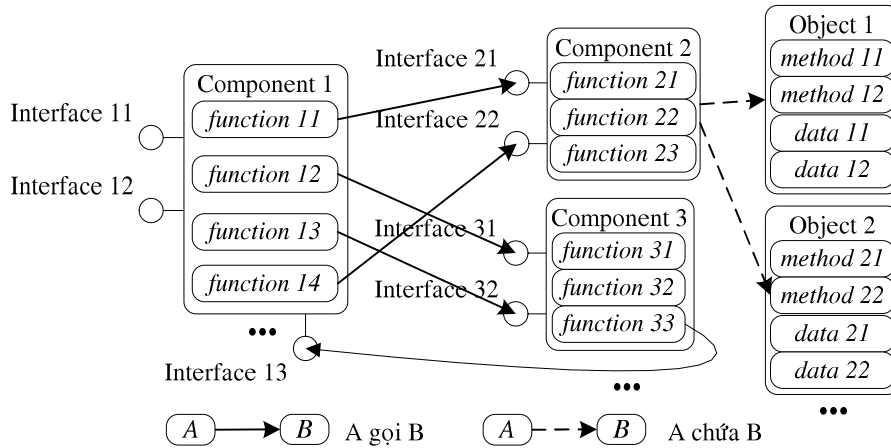 Object 1
method 11
method 12
data 11
data 12
Component 2
Interface 21
function 21
Interface 22
function 22
function 23
Component 1
Interface 11
function 11
Interface 12
function 12
function 13
function 14
•••
Interface 13
Interface 31
Interface 32
Component 3
function 31
function 32
function 33
•••
Object 2
method 21
method 22
data 21
data 22
•••
A B A gọi B
A B A chứa B